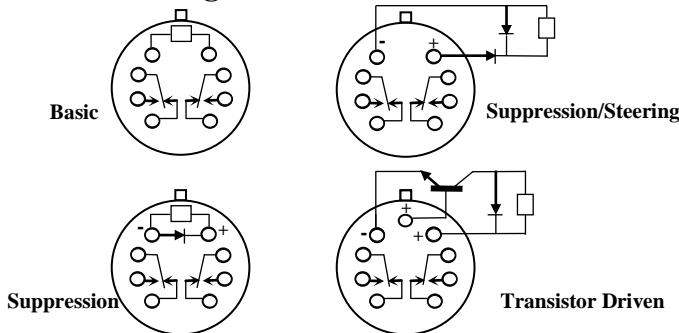 Basic
- +
Suppression/Steering
- +
Suppression
+
- +
Transistor Driven